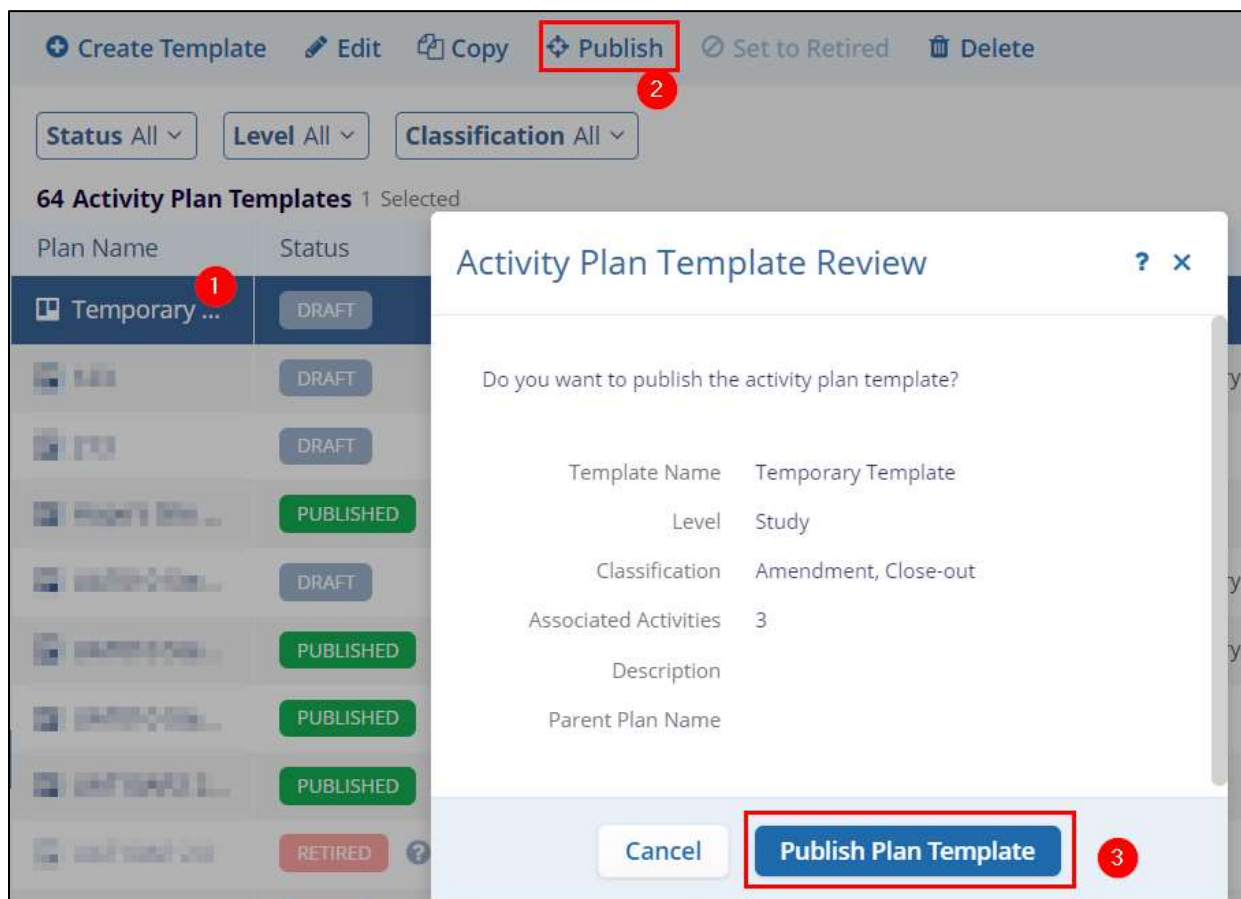 Create Template Edit Copy Publish Set to Retired Delete
2
Status All Level All Classification All
64 Activity Plan Templates 1 Selected
Plan Name Status
1
Temporary ... DRAFT
DRAFT
DRAFT
PUBLISHED
DRAFT
PUBLISHED
PUBLISHED
PUBLISHED
RETIRED ?
Activity Plan Template Review ? ×
Do you want to publish the activity plan template?
Template Name Temporary Template
Level Study
Classification Amendment, Close-out
Associated Activities 3
Description
Parent Plan Name
Cancel Publish Plan Template 3